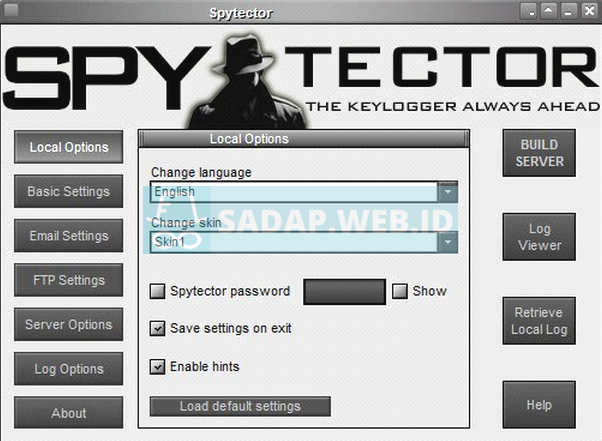 Spytector
SPYTECTOR
THE KEYLOGGER ALWAYS AHEAD
Local Options
Basic Settings
Email Settings
FTP Settings
Server Options
Log Options
About
Local Options
Change language
English
Change skin
Skin1
SADAP.WEB.ID
Spytector password
Show
Save settings on exit
Enable hints
Load default settings
BUILD
SERVER
Log
Viewer
Retrieve
Local Log
Help